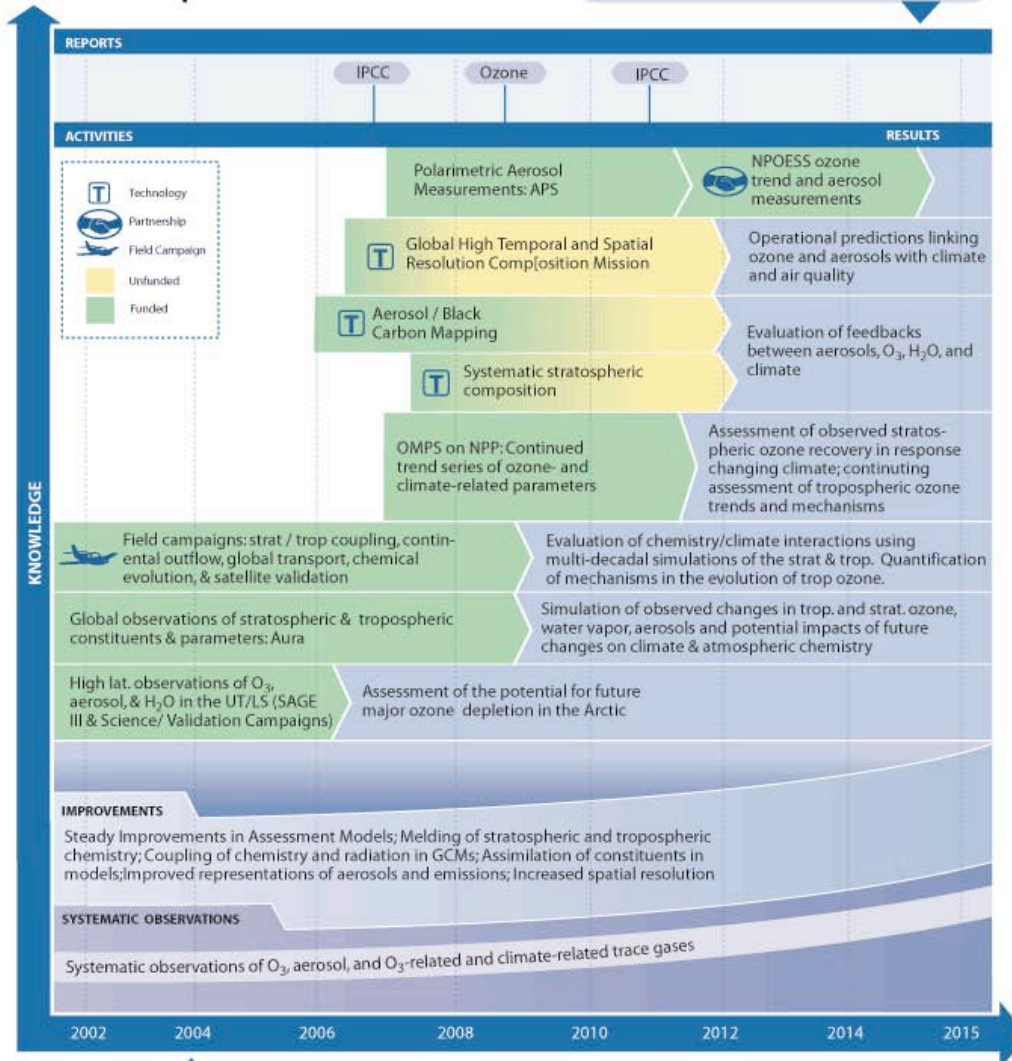 REPORTS
IPCC
Ozone
IPCC
ACTIVITIES
RESULTS
Technology
Partnership
Field Campaign
Unfunded
Funded
Polarimetric Aerosol
Measurements: APS
NPOESS ozone
trend and aerosol
measurements
T
T
Global High Temporal and Spatial
Resolution Comp[osition Mission
Operational predictions linking
ozone and aerosols with climate
and air quality
T
Aerosol / Black
Carbon Mapping
Evaluation of feedbacks
between aerosols, O₃, H₂O, and
climate
T
Systematic stratospheric
composition
OMPS on NPP: Continued
trend series of ozone- and
climate-related parameters
Assessment of observed stratos-
pheric ozone recovery in response
changing climate; continuting
assessment of tropospheric ozone
trends and mechanisms
Field campaigns: strat / trop coupling, contin-
ental outflow, global transport, chemical
evolution, & satellite validation
Evaluation of chemistry/climate interactions using
multi-decadal simulations of the strat & trop. Quantification
of mechanisms in the evolution of trop ozone.
Global observations of stratospheric & tropospheric
constituents & parameters: Aura
Simulation of observed changes in trop. and strat. ozone,
water vapor, aerosols and potential impacts of future
changes on climate & atmospheric chemistry
High lat. observations of O₃,
aerosol, & H₂O in the UT/LS (SAGE
III & Science/ Validation Campaigns)
Assessment of the potential for future
major ozone depletion in the Arctic
KNOWLEDGE
IMPROVEMENTS
Steady Improvements in Assessment Models; Melding of stratospheric and tropospheric
chemistry; Coupling of chemistry and radiation in GCMs; Assimilation of constituents in
models;Improved representations of aerosols and emissions; Increased spatial resolution
SYSTEMATIC OBSERVATIONS
Systematic observations of O₃, aerosol, and O₃-related and climate-related trace gases
2002 2004 2006 2008 2010 2012 2014 2015